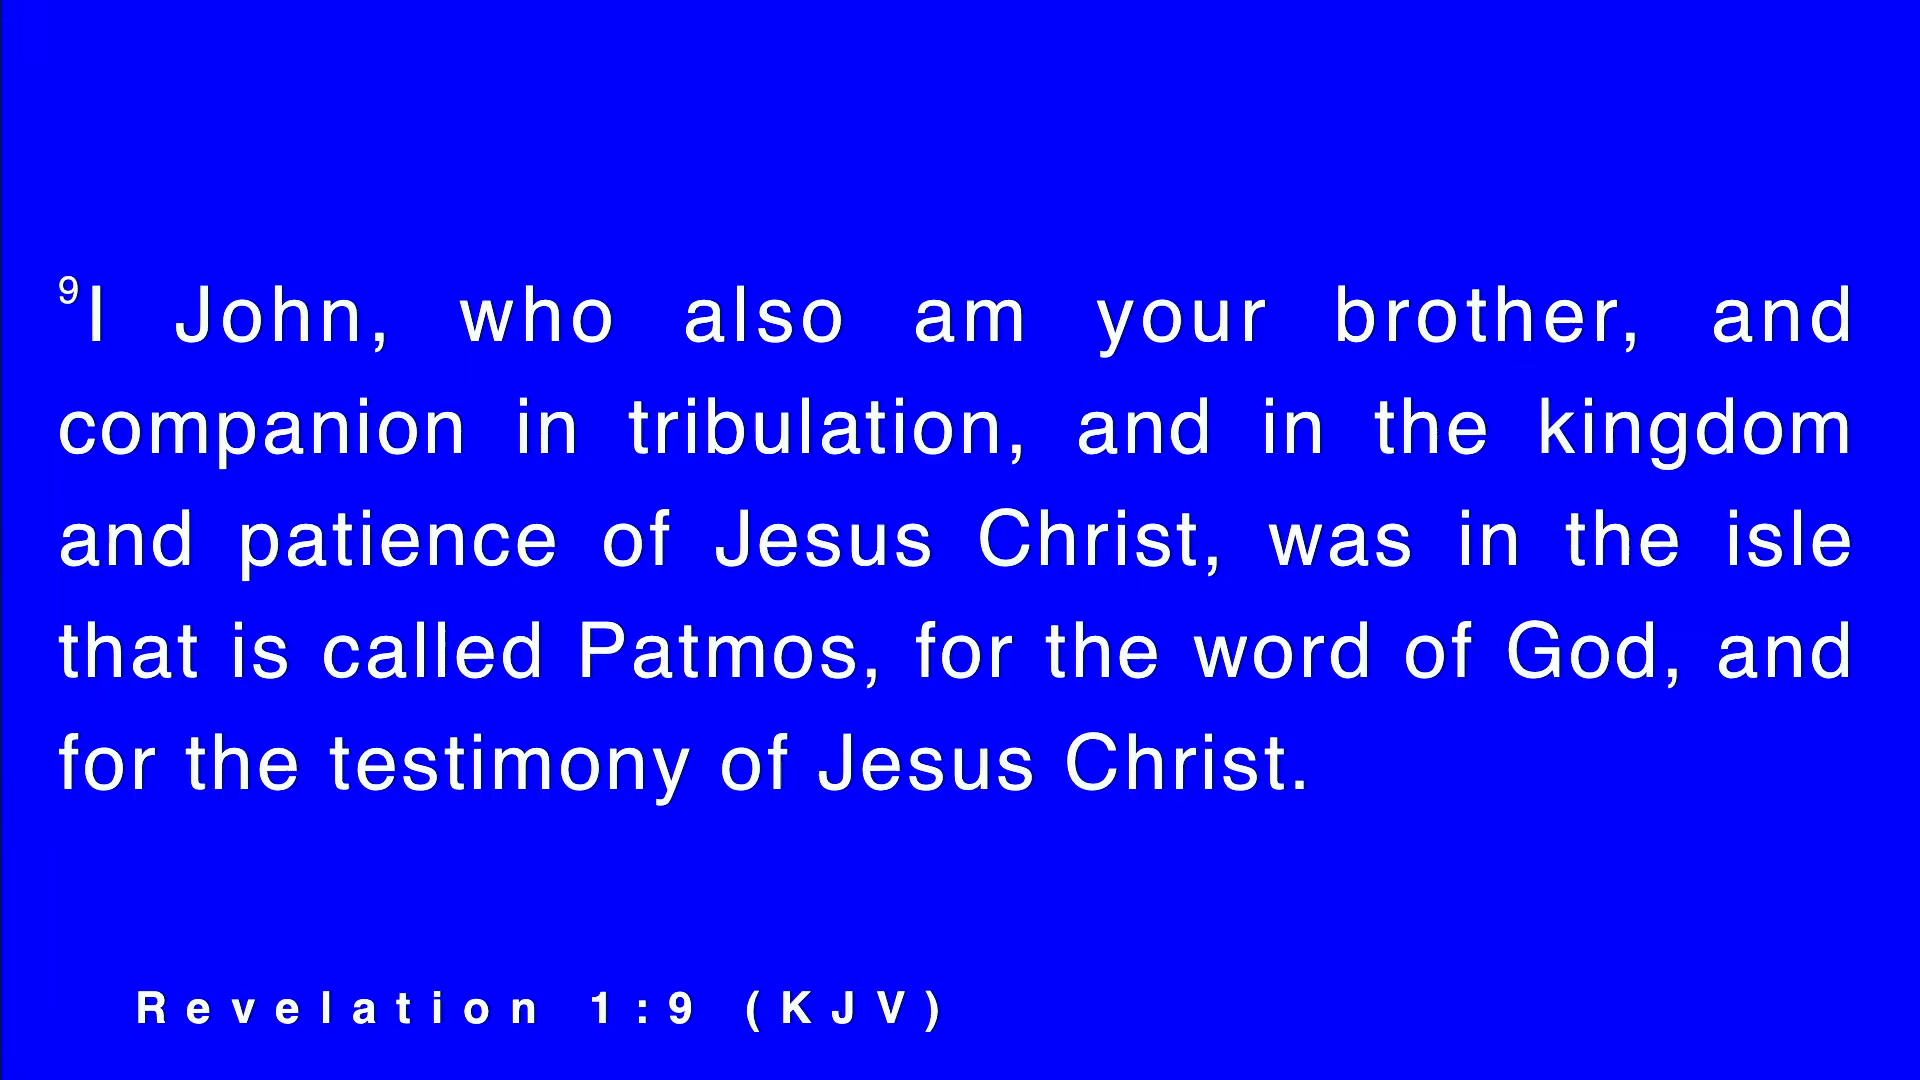 ⁹I John, who also am your brother, and
companion in tribulation, and in the kingdom
and patience of Jesus Christ, was in the isle
that is called Patmos, for the word of God, and
for the testimony of Jesus Christ.
Revelation 1:9 (KJV)